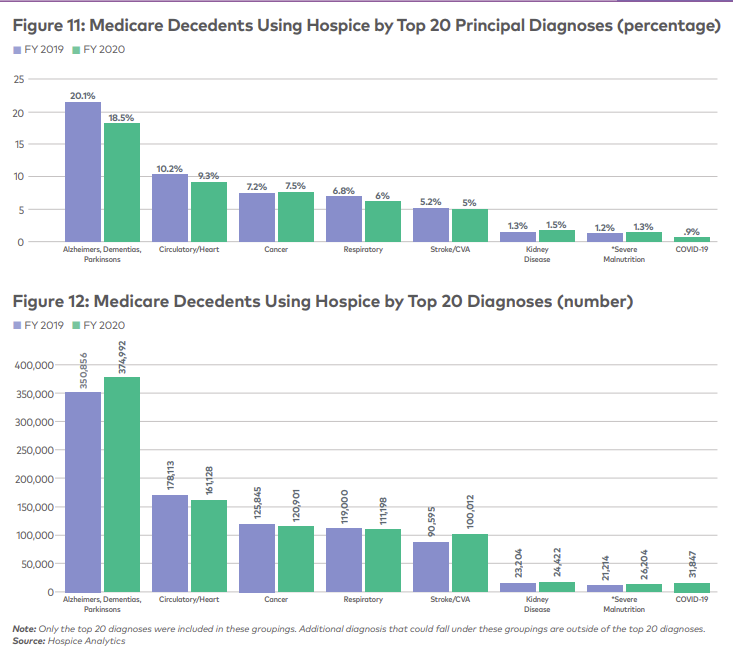 Figure 11: Medicare Decedents Using Hospice by Top 20 Principal Diagnoses (percentage)
FY 2019 FY 2020
25
20
15
10
5
0
20.1% 18.5%
10.2% 9.3%
7.2% 7.5%
6.8% 6%
5.2% 5%
1.3% 1.5%
1.2% 1.3%
.9%
Alzheimers, Dementias, Parkinsons
Circulatory/Heart
Cancer
Respiratory
Stroke/CVA
Kidney Disease
*Severe Malnutrition
COVID-19
Figure 12: Medicare Decedents Using Hospice by Top 20 Diagnoses (number)
FY 2019 FY 2020
400,000
350,000
300,000
250,000
200,000
150,000
100,000
50,000
0
350,856 374,992
178,113 161,128
125,845 120,901
119,000 111,198
90,595 100,012
23,204 24,422
21,214 26,204
31,847
Alzheimers, Dementias, Parkinsons
Circulatory/Heart
Cancer
Respiratory
Stroke/CVA
Kidney Disease
*Severe Malnutrition
COVID-19
Note: Only the top 20 diagnoses were included in these groupings. Additional diagnosis that could fall under these groupings are outside of the top 20 diagnoses.
Source: Hospice Analytics